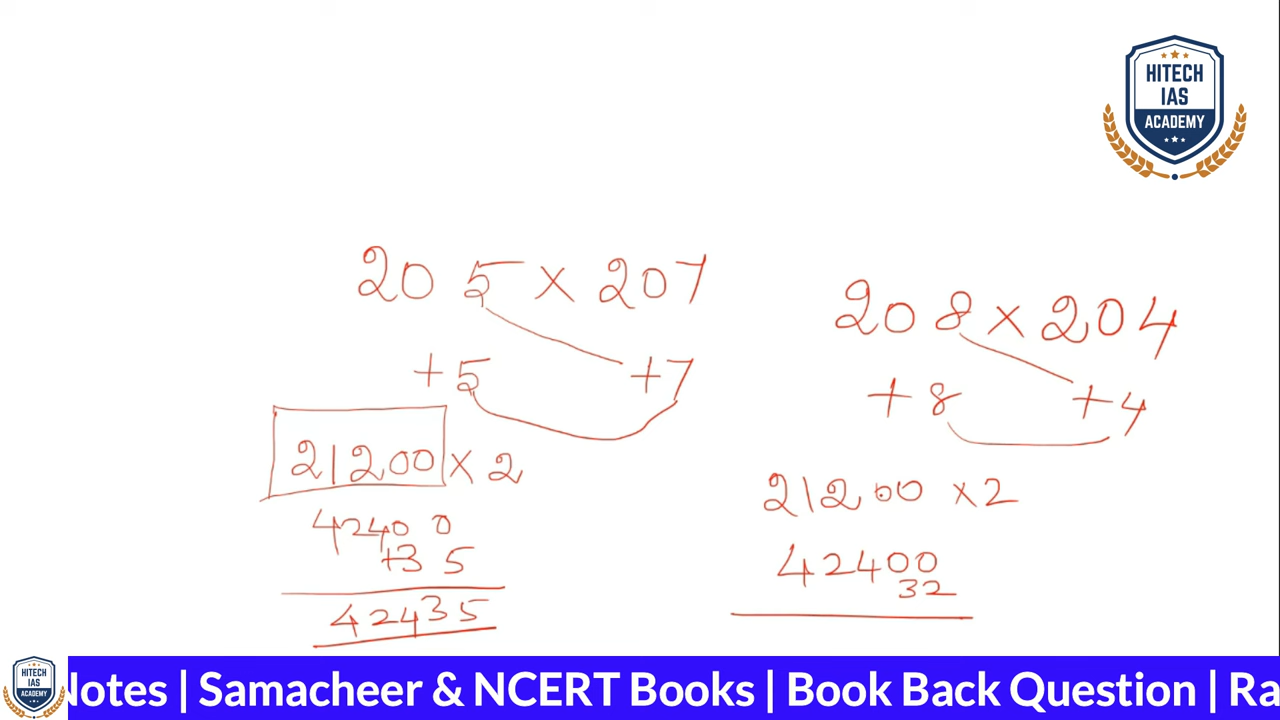 HITECH
IAS
ACADEMY
205 × 207
+5 +7
21200 × 2
42400
+35
42435
208 × 204
+8 +4
21200 × 2
42400
32
HITECH
IAS
ACADEMY
Notes | Samacheer & NCERT Books | Book Back Question | Ra